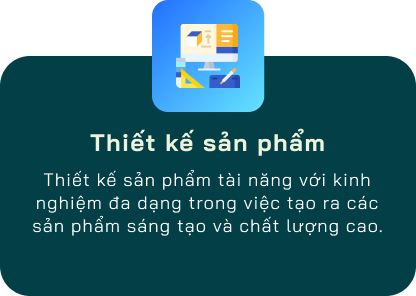 Thiết kế sản phẩm
Thiết kế sản phẩm tài năng với kinh
nghiệm đa dạng trong việc tạo ra các
sản phẩm sáng tạo và chất lượng cao.